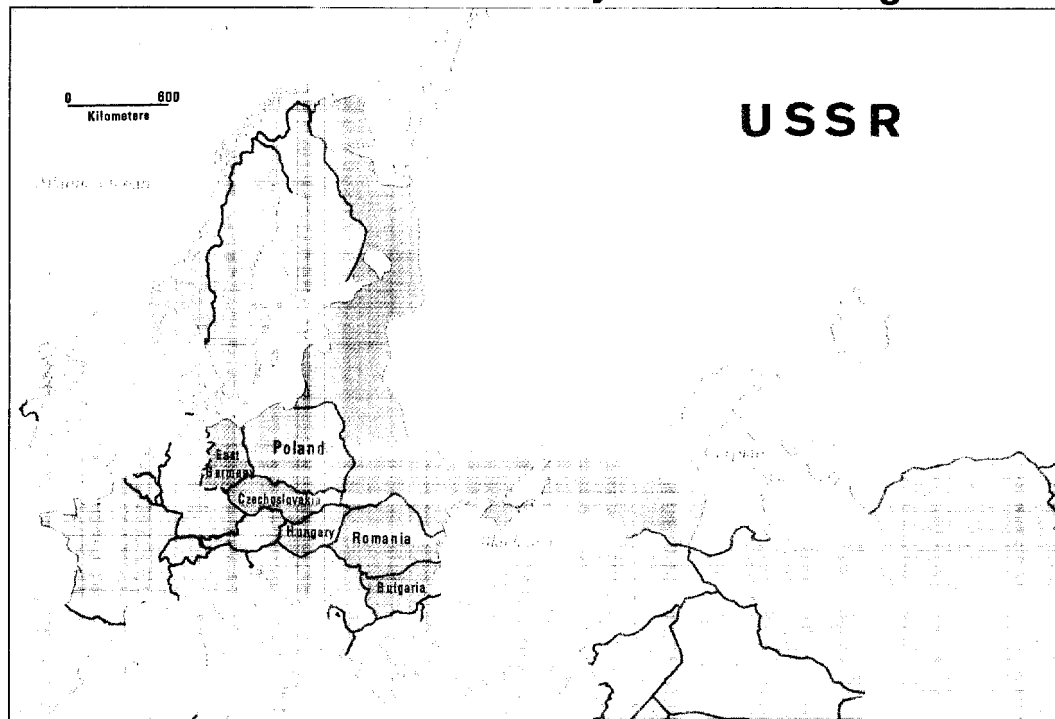 0 600
Kilometers
USSR
Poland
East
Germany
Czechoslovakia
Hungary
Romania
Bulgaria